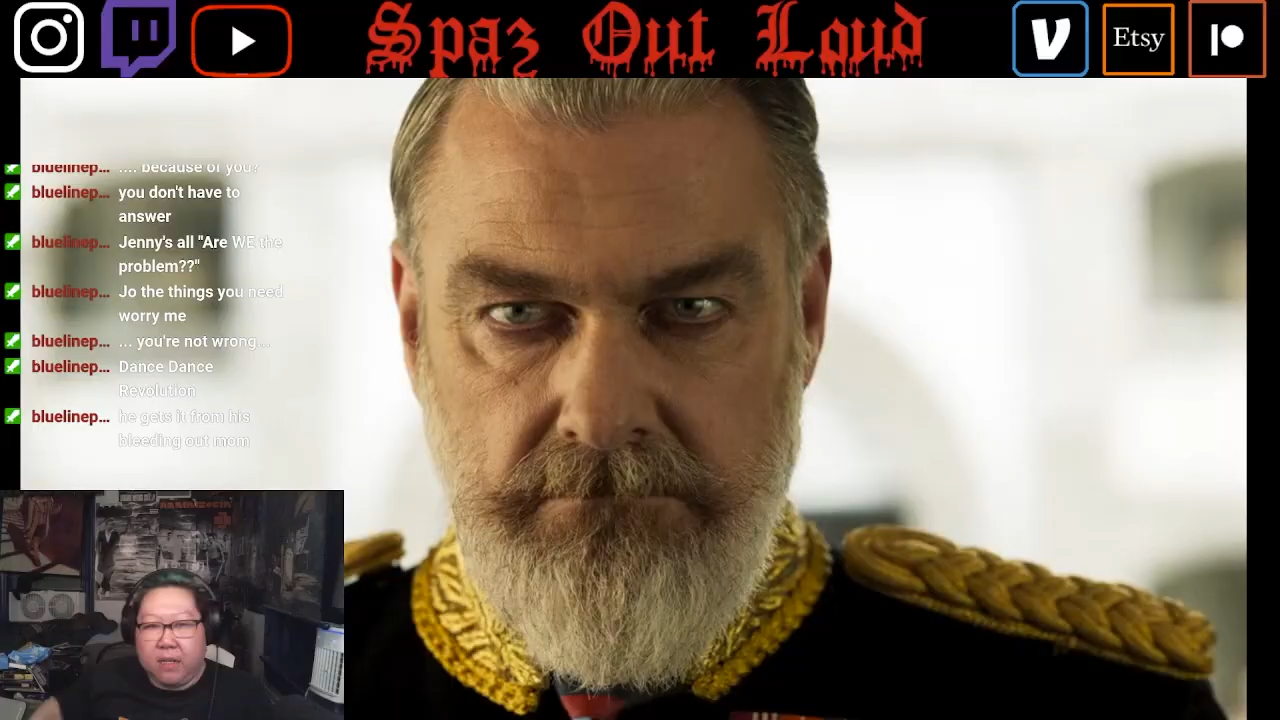 Spaz Out Loud
Etsy
bluelinep... .... because of you?
bluelinep... you don't have to
answer
bluelinep... Jenny's all "Are WE the
problem??"
bluelinep... Jo the things you need
worry me
bluelinep... ... you're not wrong...
bluelinep... Dance Dance
Revolution
bluelinep... he gets it from his
bleeding out mom
RAMMSTEIN